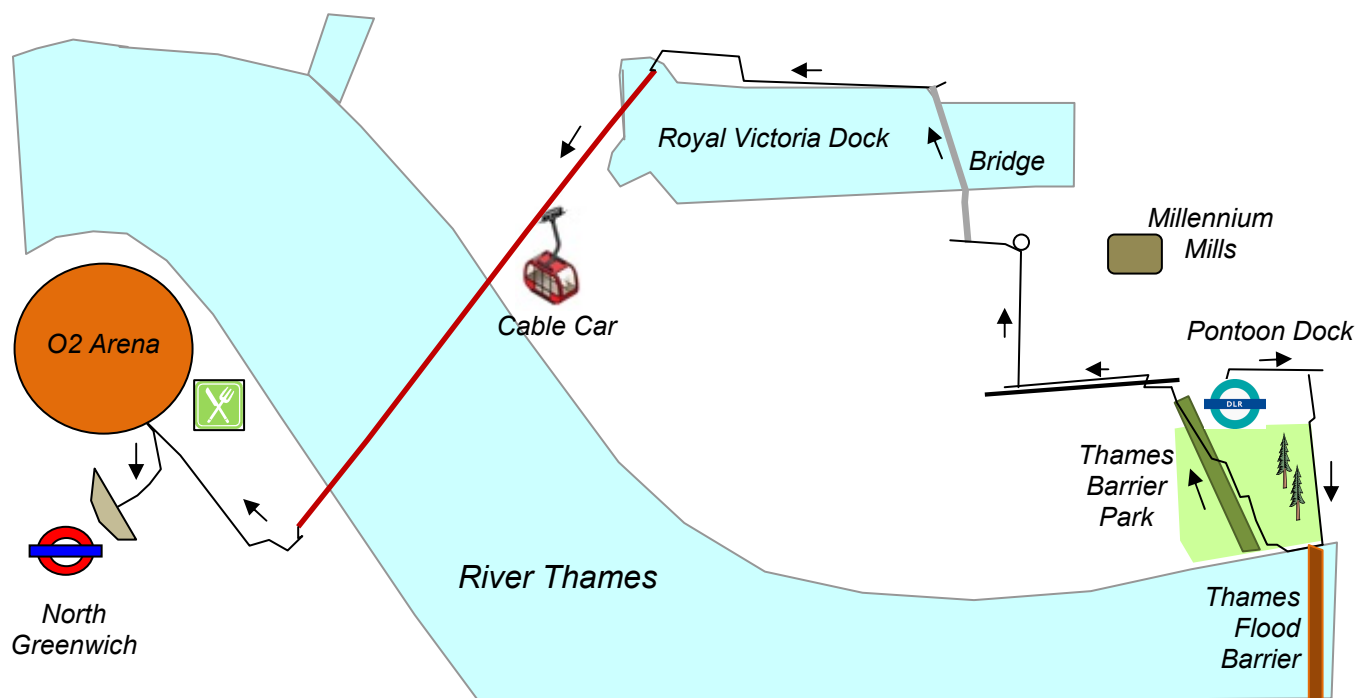 Royal Victoria Dock
Bridge
Millennium
Mills
Cable Car
O2 Arena
Pontoon Dock
DLR
Thames
Barrier
Park
River Thames
North
Greenwich
Thames
Flood
Barrier